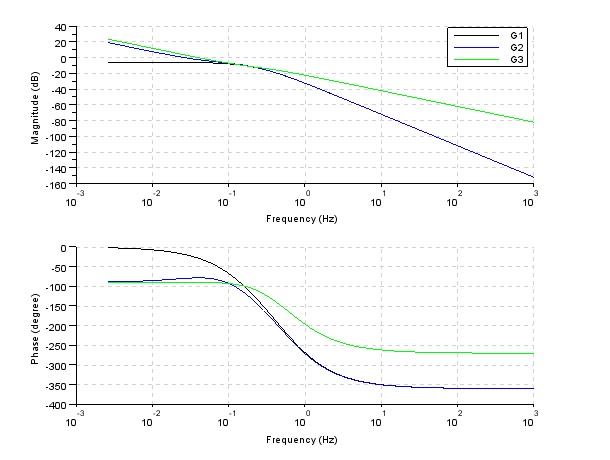 40
20
0
-20
-40
-60
-80
-100
-120
-140
-160
Magnitude (dB)
G1
G2
G3
10^-3 10^-2 10^-1 10^0 10^1 10^2 10^3
Frequency (Hz)
0
-50
-100
-150
-200
-250
-300
-350
-400
Phase (degree)
10^-3 10^-2 10^-1 10^0 10^1 10^2 10^3
Frequency (Hz)